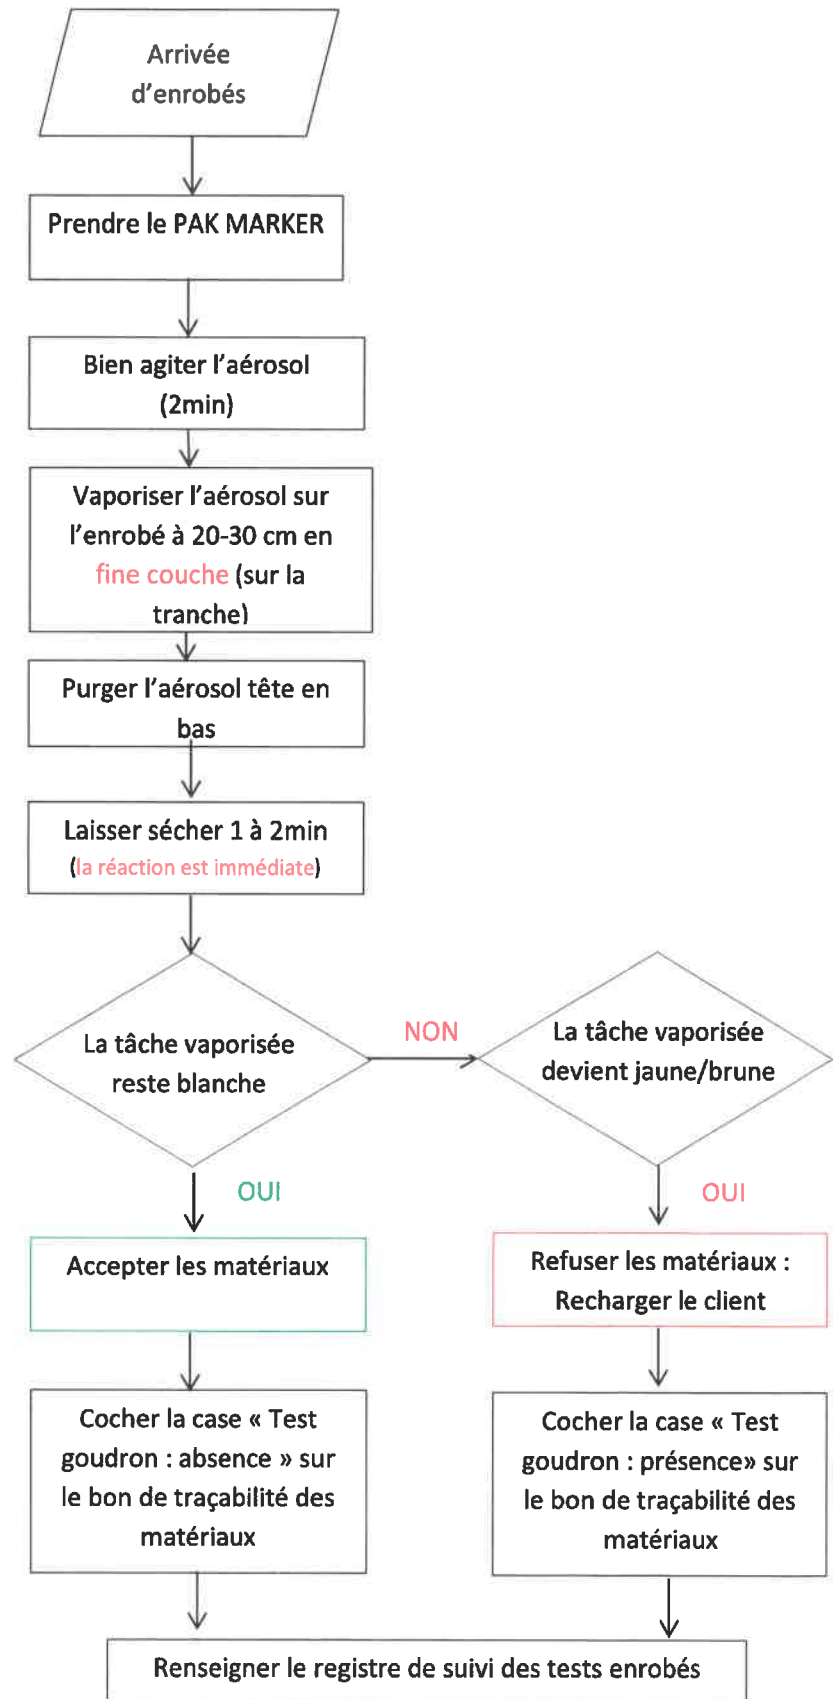 Arrivée
d'enrobés
Prendre le PAK MARKER
Bien agiter l'aérosol
(2min)
Vaporiser l'aérosol sur
l'enrobé à 20-30 cm en
fine couche (sur la
tranche)
Purger l'aérosol tête en
bas
Laisser sécher 1 à 2min
(la réaction est immédiate)
La tâche vaporisée
reste blanche
NON
La tâche vaporisée
devient jaune/brune
OUI
OUI
Accepter les matériaux
Refuser les matériaux :
Recharger le client
Cocher la case « Test
goudron : absence » sur
le bon de traçabilité des
matériaux
Cocher la case « Test
goudron : présence» sur
le bon de traçabilité des
matériaux
Renseigner le registre de suivi des tests enrobés